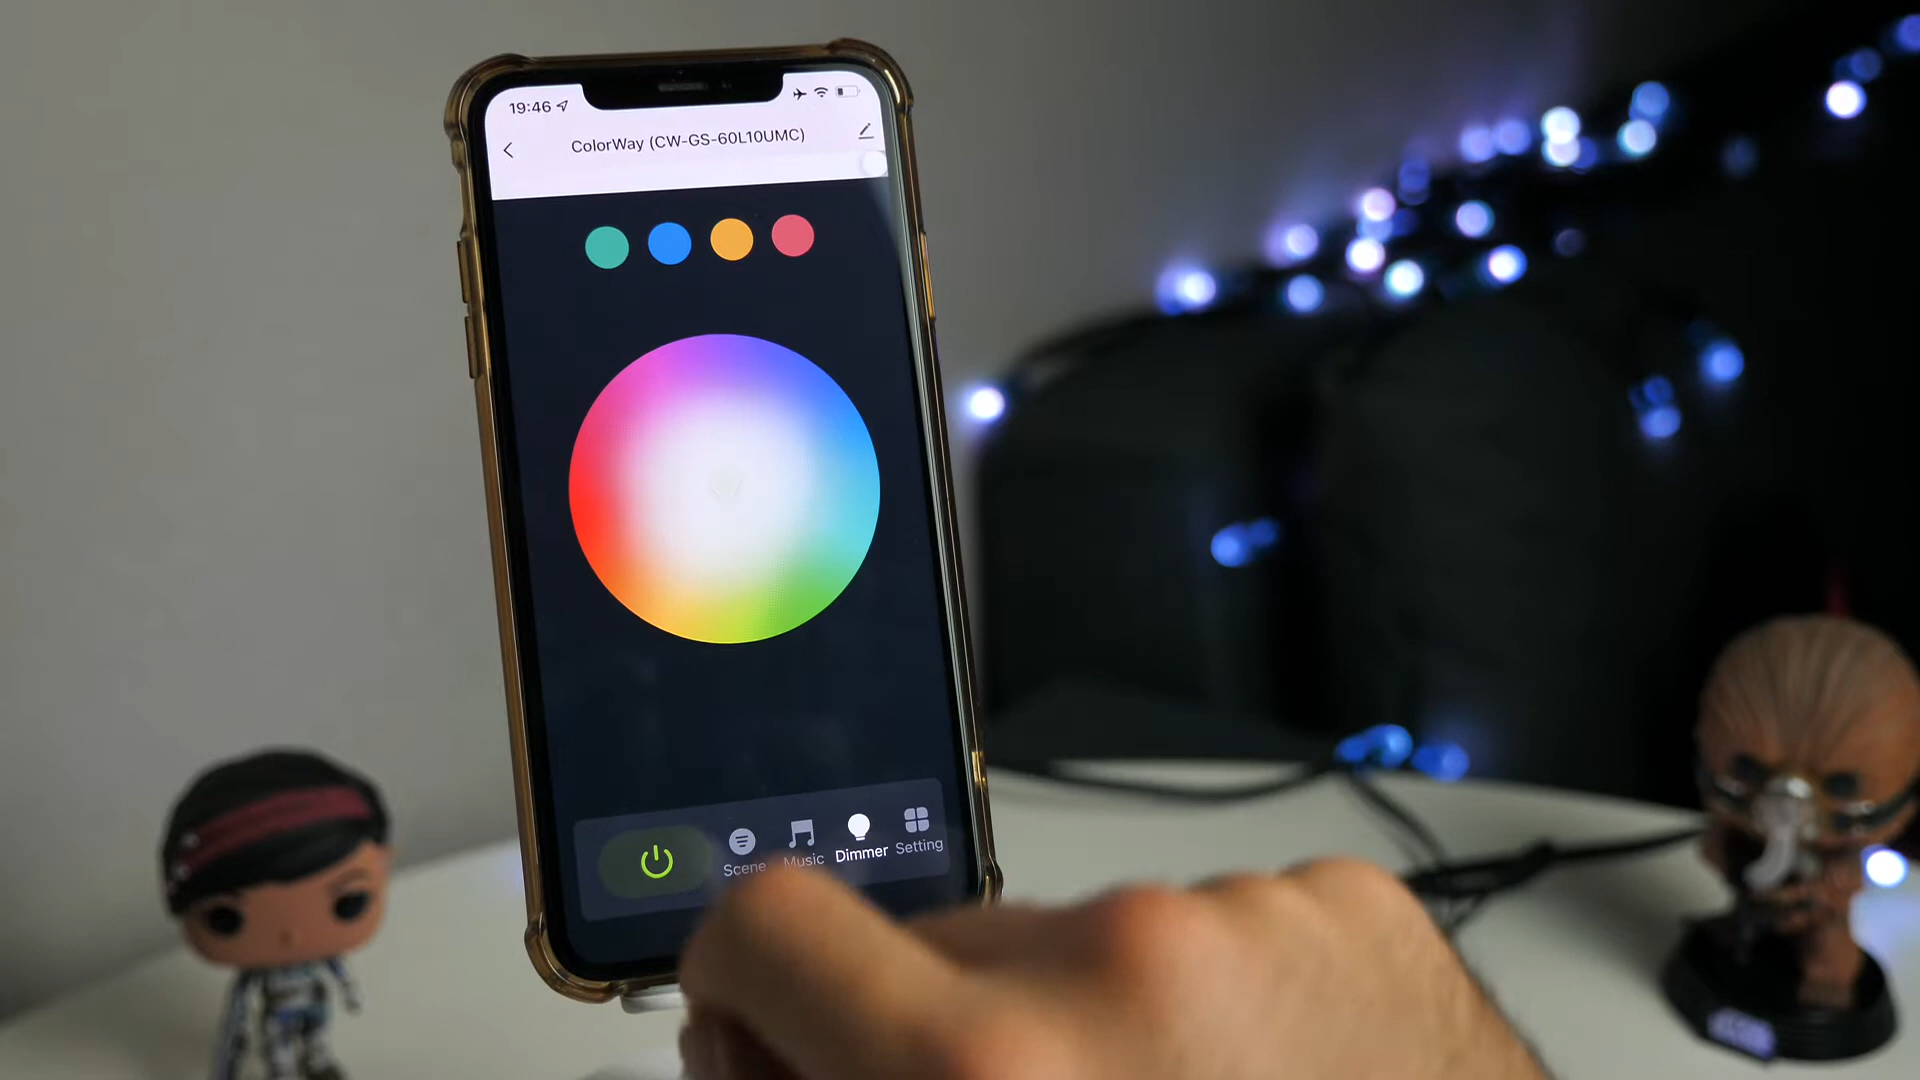 19:46
ColorWay (CW-GS-60L10UMC)
Scene
Music
Dimmer
Setting